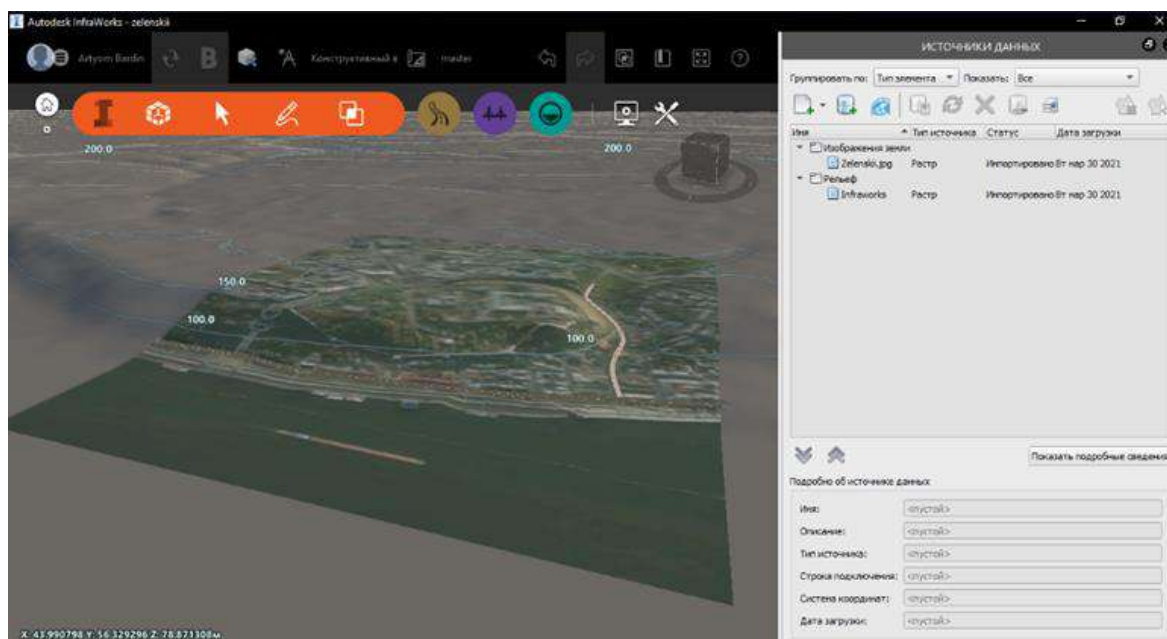 Autodesk InfraWorks - zelenskii
Artyom Bardin
Конструктивный к
master
ИСТОЧНИКИ ДАННЫХ
Группировать по: Тип элемента Показать: Все
Имя Тип источника Статус Дата загрузки
Изображения земли
Zelenski.jpg Растр Импортировано Вт мар 30 2021
Рельеф
Infraworks Растр Импортировано Вт мар 30 2021
200.0
200.0
150.0
100.0
100.0
Показать подробные сведения
Подробно об источнике данных
Имя: <пустой>
Описание: <пустой>
Тип источника: <пустой>
Строка подключения: <пустой>
Система координат: <пустой>
Дата загрузки: <пустой>
X: 43.990798 Y: 56.329296 Z: 78.871308м.